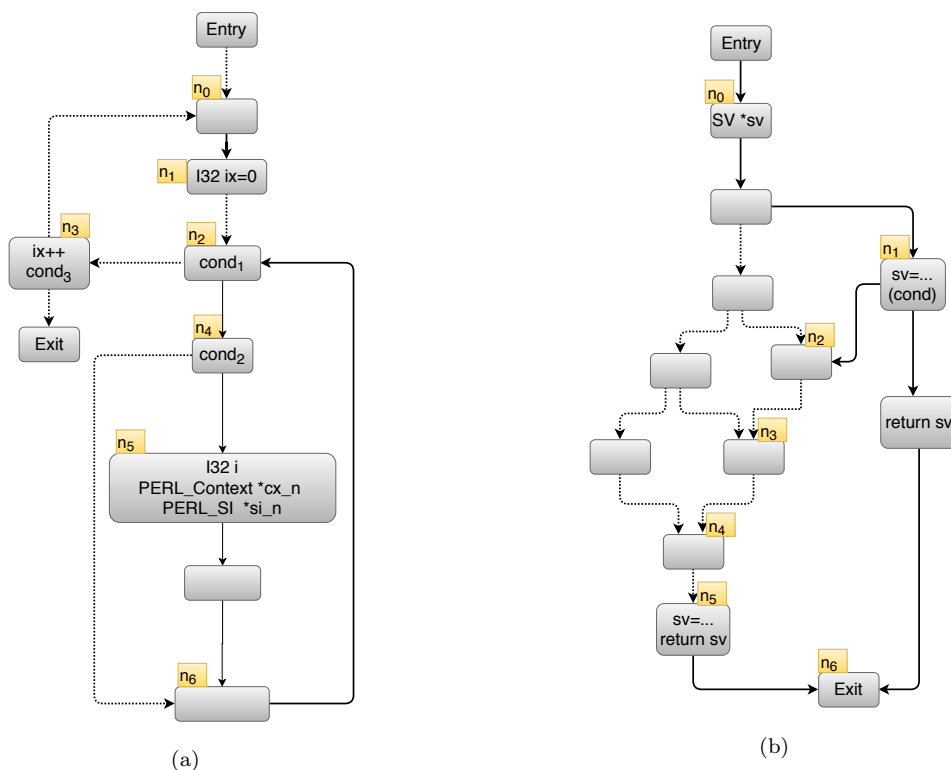 Entry
n0
n1
I32 ix=0
n3
ix++
cond3
n2
cond1
Exit
n4
cond2
n5
I32 i
PERL_Context *cx_n
PERL_SI *si_n
n6
(a)
Entry
n0
SV *sv
n1
sv=...
(cond)
n2
return sv
n3
n4
n5
sv=...
return sv
n6
Exit
(b)